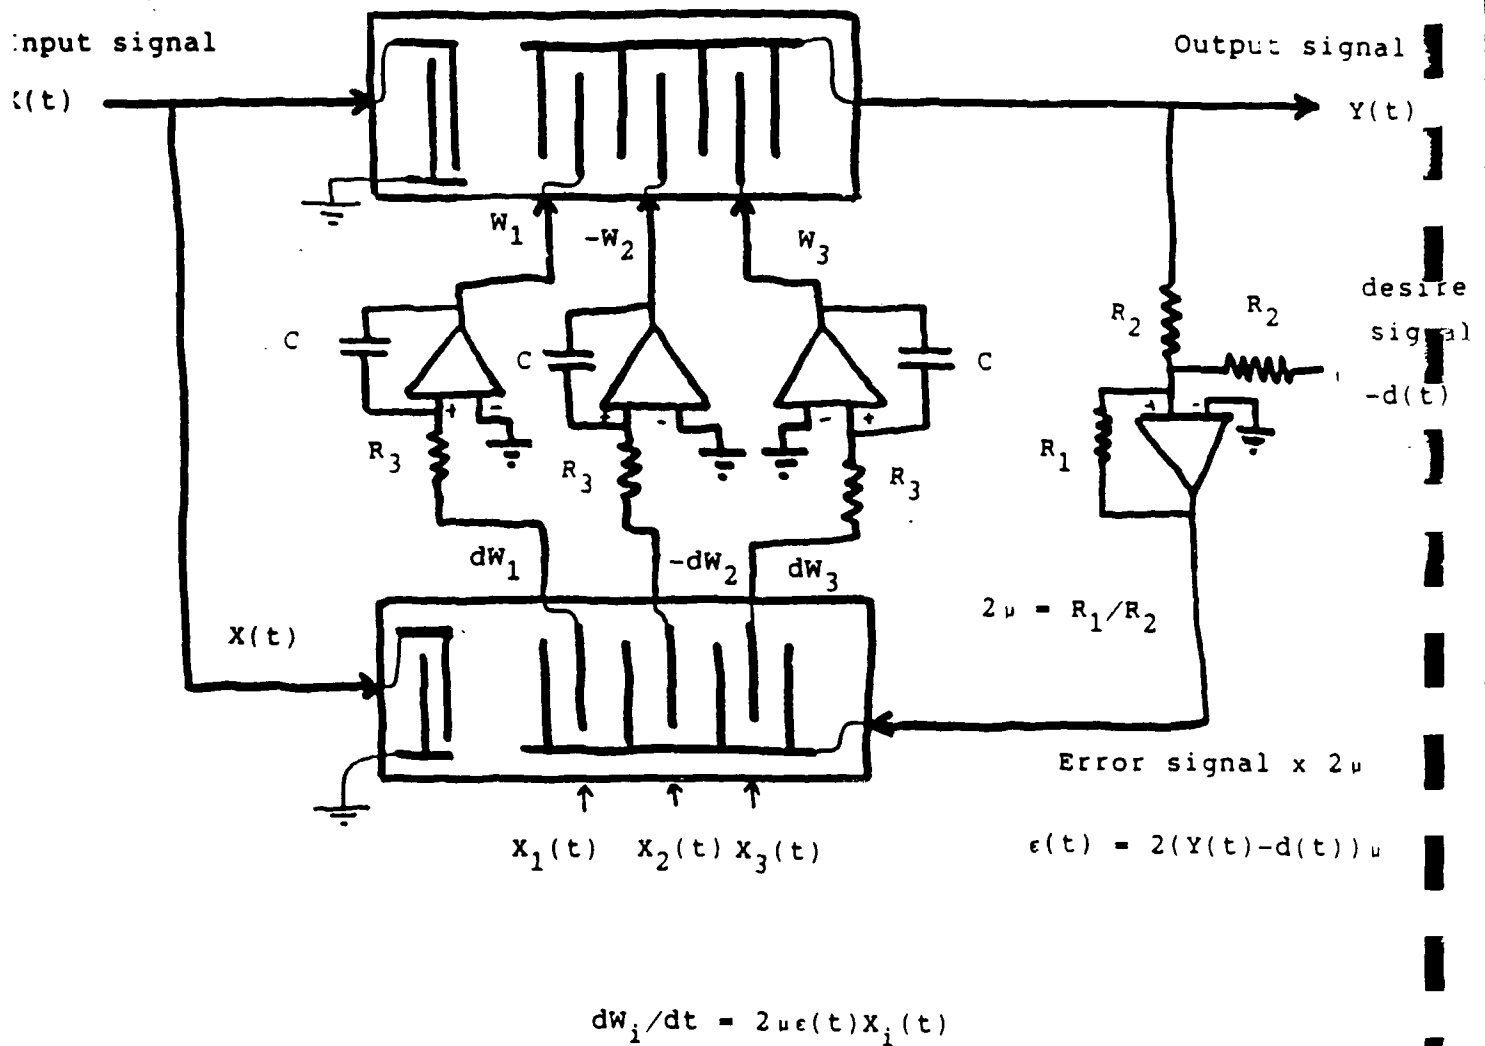 nput signal
Output signal
X(t)
Y(t)
W1
-W2
W3
desire
signal
-d(t)
R2
R2
C
C
C
+
-
-
-
+
+
-
R3
R3
R3
R1
dW1
-dW2
dW3
2μ = R1/R2
X(t)
Error signal x 2μ
X1(t) X2(t) X3(t)
ε(t) = 2(Y(t)-d(t))μ
dWi/dt = 2με(t)Xi(t)